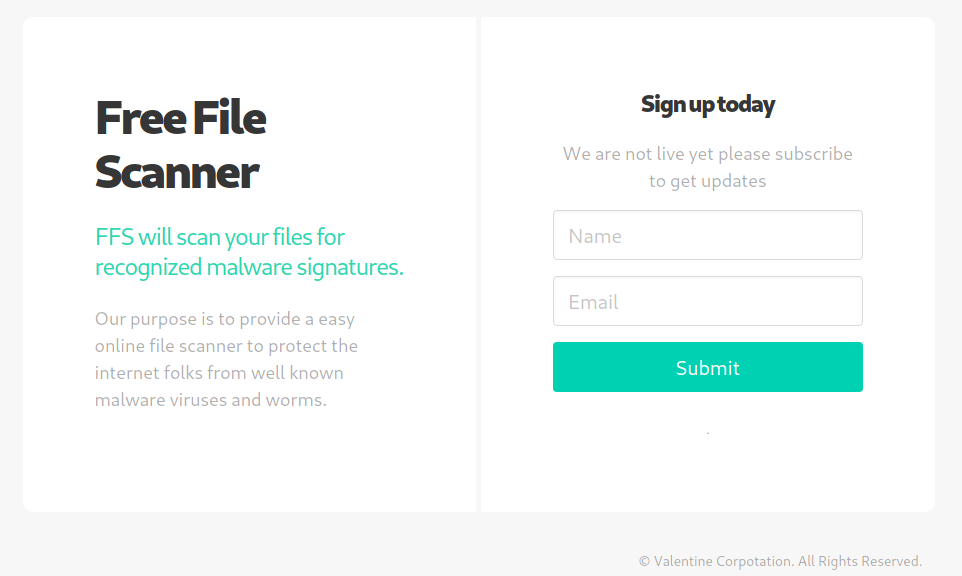 Free File
Scanner
FFS will scan your files for
recognized malware signatures.
Our purpose is to provide a easy
online file scanner to protect the
internet folks from well known
malware viruses and worms.
Sign up today
We are not live yet please subscribe
to get updates
Name
Email
Submit
.
© Valentine Corpotation. All Rights Reserved.